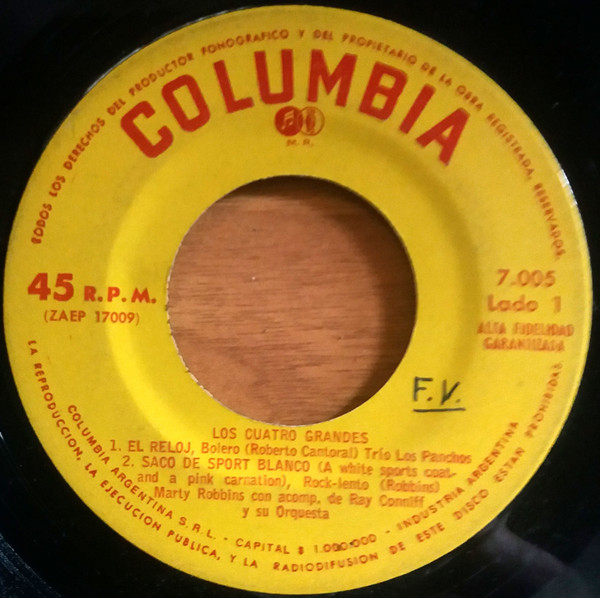 TODOS LOS DERECHOS DEL PRODUCTOR FONOGRAFICO Y DEL PROPIETARIO DE LA OBRA REGISTRADA, RESERVADOS.
COLUMBIA
M. R.
45 R.P.M.
(ZAEP 17009)
7.005
Lado 1
ALTA FIDELIDAD
GARANTIZADA
F.V.
LOS CUATRO GRANDES
1. EL RELOJ, Bolero (Roberto Cantoral) Trio Los Panchos
2. SACO DE SPORT BLANCO (A white sports coat
and a pink carnation), Rock-lento (Robbins)
Marty Robbins con acomp. de Ray Conniff
y su Orquesta
COLUMBIA ARGENTINA S.R.L. - CAPITAL $ 1.000.000 - INDUSTRIA ARGENTINA
LA REPRODUCCION, LA EJECUCION PUBLICA, Y LA RADIODIFUSION DE ESTE DISCO ESTAN PROHIBIDAS